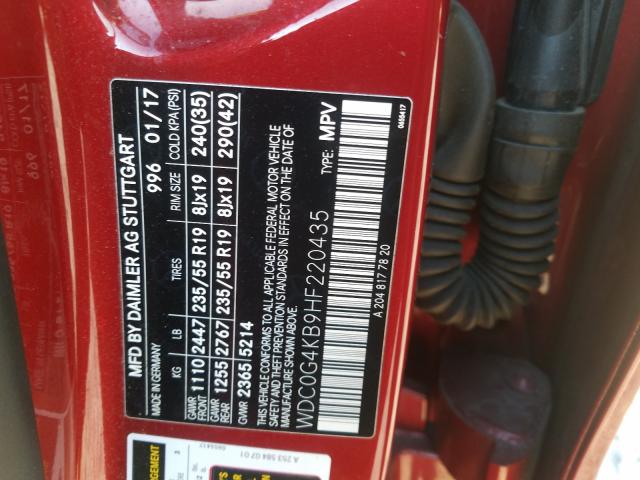 MFD BY DAIMLER AG STUTTGART
MADE IN GERMANY 996 01/17
KG LB TIRES RIM SIZE COLD KPA (PSI)
GAWR FRONT 1110 2447 235/55 R19 8Jx19 240(35)
GAWR REAR 1255 2767 235/55 R19 8Jx19 290(42)
GVWR 2365 5214
THIS VEHICLE CONFORMS TO ALL APPLICABLE FEDERAL MOTOR VEHICLE
SAFETY AND THEFT PREVENTION STANDARDS IN EFFECT ON THE DATE OF
MANUFACTURE SHOWN ABOVE.
WDC0G4KB9HF220435 TYPE: MPV
A 204 817 78 20
0455417
A 253 584 07 01